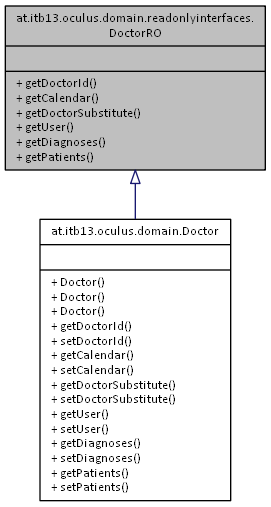 at.itb13.oculus.domain.readonlyinterfaces.
DoctorRO
+ getDoctorId()
+ getCalendar()
+ getDoctorSubstitute()
+ getUser()
+ getDiagnoses()
+ getPatients()
at.itb13.oculus.domain.Doctor
+ Doctor()
+ Doctor()
+ Doctor()
+ getDoctorId()
+ setDoctorId()
+ getCalendar()
+ setCalendar()
+ getDoctorSubstitute()
+ setDoctorSubstitute()
+ getUser()
+ setUser()
+ getDiagnoses()
+ setDiagnoses()
+ getPatients()
+ setPatients()